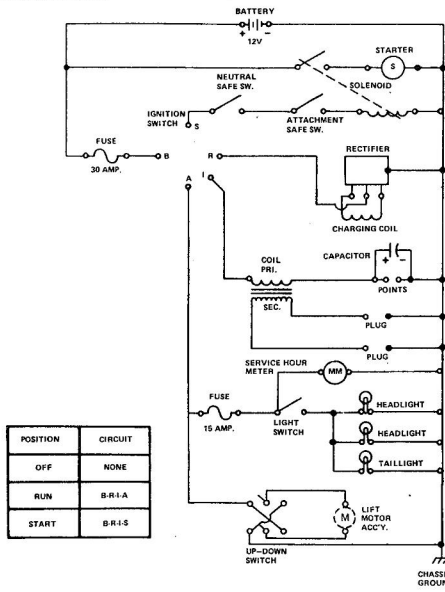 BATTERY
+ −
12V
STARTER
S
NEUTRAL
SAFE SW.
SOLENOID
IGNITION
SWITCH
S
ATTACHMENT
SAFE SW.
FUSE
30 AMP.
B
R
I
A
RECTIFIER
CHARGING COIL
COIL
PRI.
SEC.
CAPACITOR
+ −
POINTS
PLUG
PLUG
SERVICE HOUR
METER
MM
FUSE
15 AMP.
LIGHT
SWITCH
HEADLIGHT
HEADLIGHT
TAILLIGHT
POSITION CIRCUIT
OFF NONE
RUN B-R-I-A
START B-R-I-S
M
LIFT
MOTOR
ACC'Y.
UP-DOWN
SWITCH